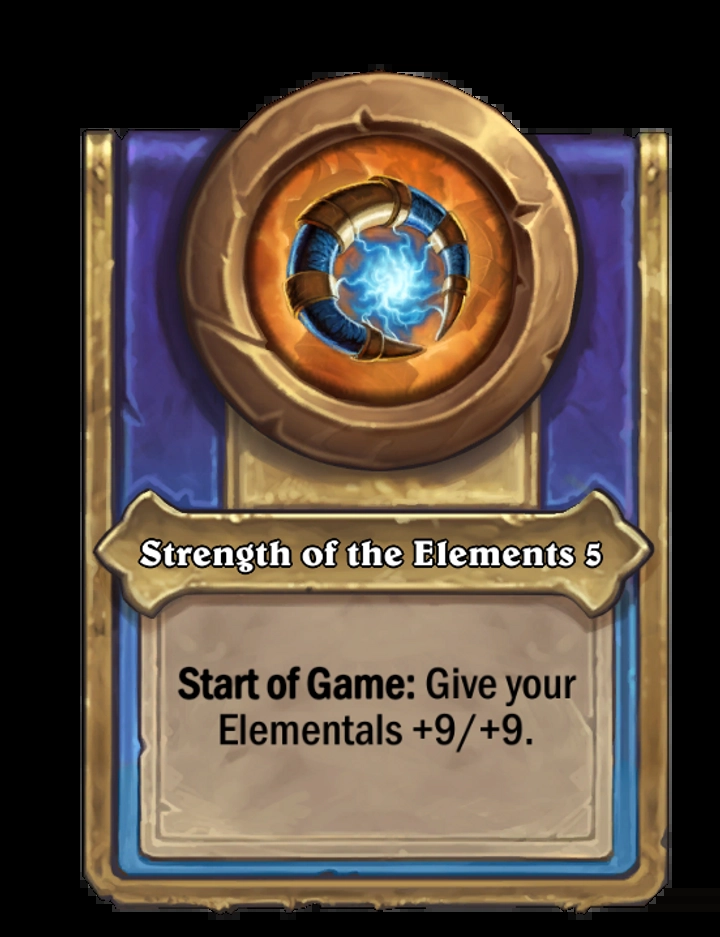 Strength of the Elements 5
Start of Game: Give your
Elementals +9/+9.